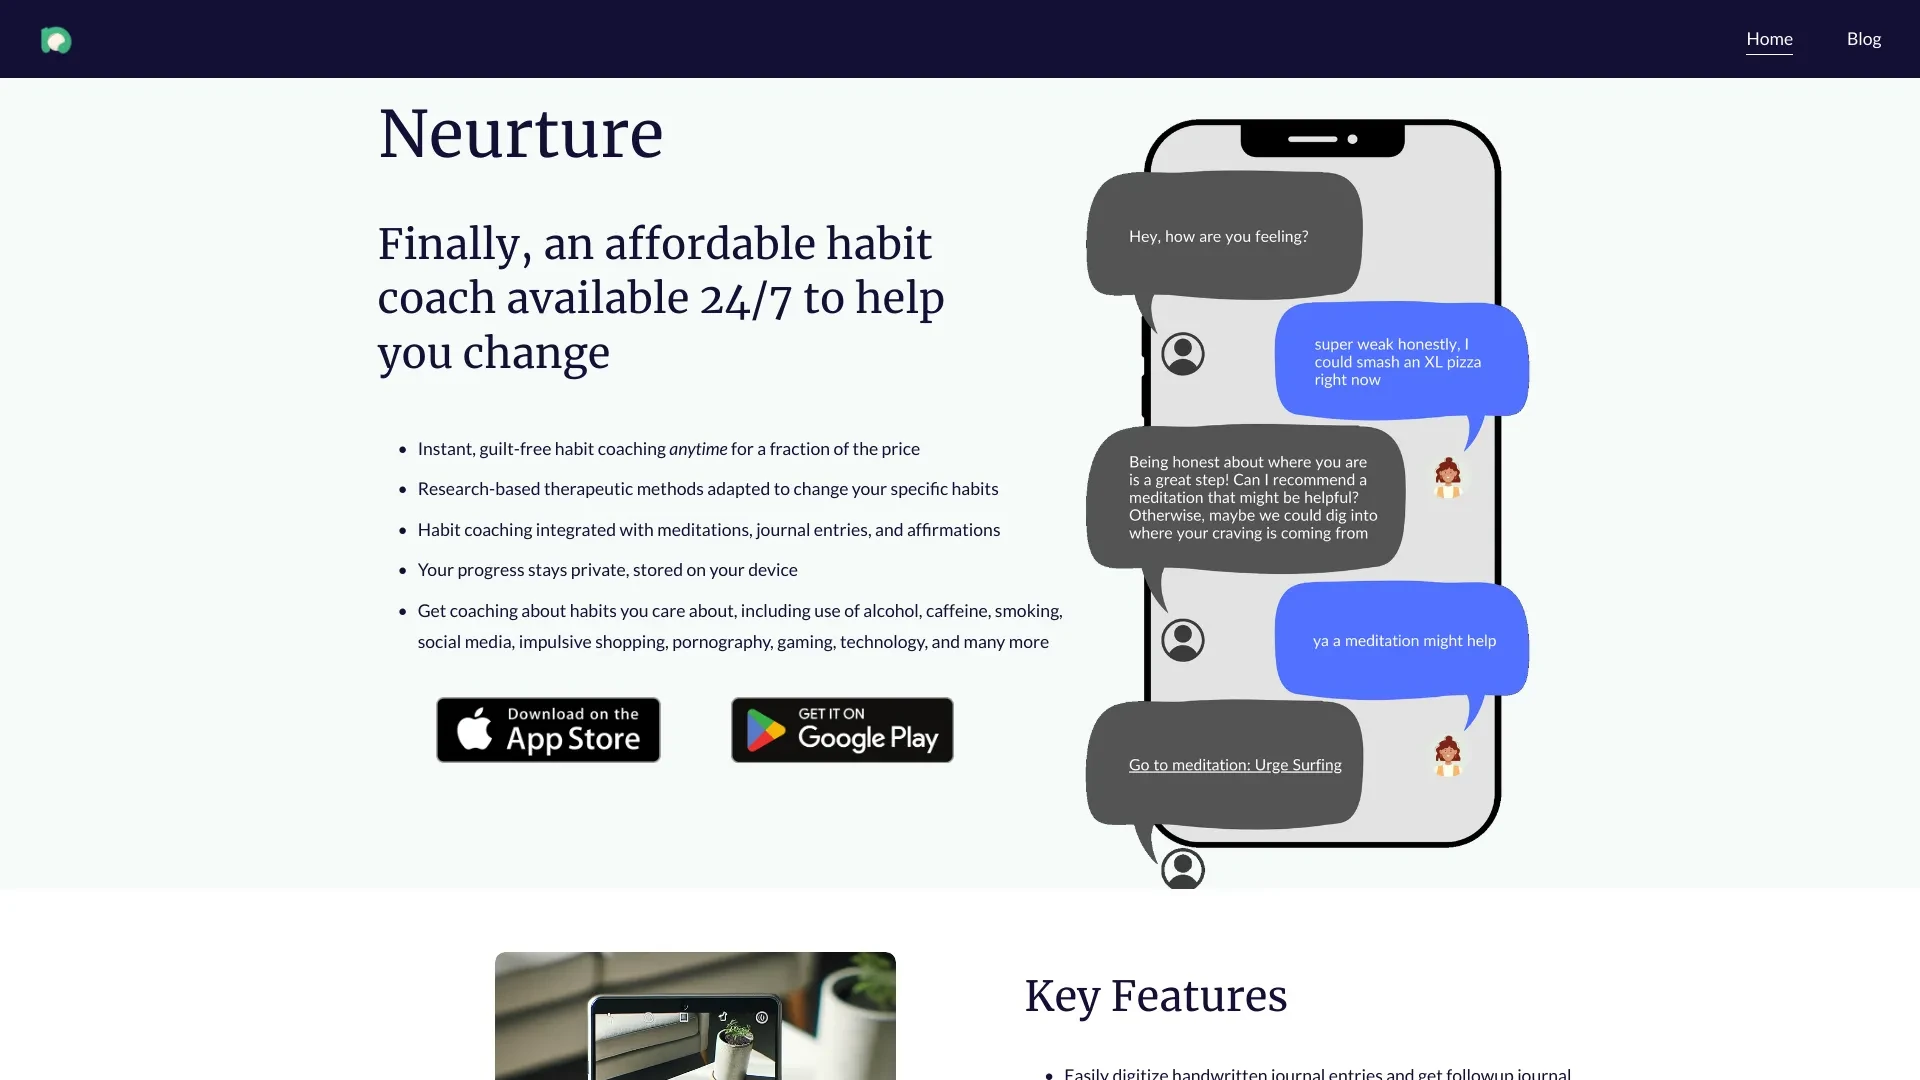 Home
Blog
Neurture
Finally, an affordable habit
coach available 24/7 to help
you change
Instant, guilt-free habit coaching anytime for a fraction of the price
Research-based therapeutic methods adapted to change your specific habits
Habit coaching integrated with meditations, journal entries, and affirmations
Your progress stays private, stored on your device
Get coaching about habits you care about, including use of alcohol, caffeine, smoking,
social media, impulsive shopping, pornography, gaming, technology, and many more
Download on the
App Store
GET IT ON
Google Play
Hey, how are you feeling?
super weak honestly, I
could smash an XL pizza
right now
Being honest about where you are
is a great step! Can I recommend a
meditation that might be helpful?
Otherwise, maybe we could dig into
where your craving is coming from
ya a meditation might help
Go to meditation: Urge Surfing
Key Features
Easily digitize handwritten journal entries and get followup journal